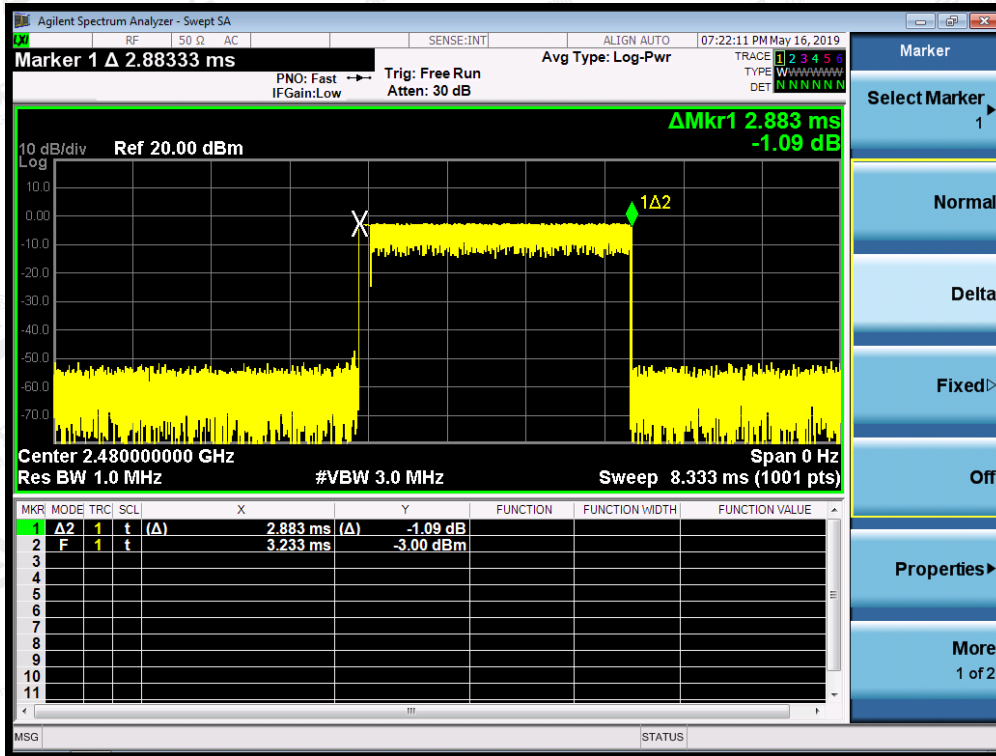 Agilent Spectrum Analyzer - Swept SA
LXI RF 50 Ω AC SENSE:INT ALIGN AUTO 07:22:11 PM May 16, 2019
Marker 1 Δ 2.88333 ms
PNO: Fast
IFGain:Low
Trig: Free Run
Atten: 30 dB
Avg Type: Log-Pwr
TRACE 1 2 3 4 5 6
TYPE WWWWWW
DET N N N N N N
ΔMkr1 2.883 ms
-1.09 dB
10 dB/div Ref 20.00 dBm
Log
10.0
0.00
-10.0
-20.0
-30.0
-40.0
-50.0
-60.0
-70.0
1Δ2
Center 2.480000000 GHz Span 0 Hz
Res BW 1.0 MHz #VBW 3.0 MHz Sweep 8.333 ms (1001 pts)
MKR MODE TRC SCL X Y FUNCTION FUNCTION WIDTH FUNCTION VALUE
1 Δ2 1 t (Δ) 2.883 ms (Δ) -1.09 dB
2 F 1 t 3.233 ms -3.00 dBm
3
4
5
6
7
8
9
10
11
MSG STATUS
Marker
Select Marker
1
Normal
Delta
Fixed
Off
Properties
More
1 of 2